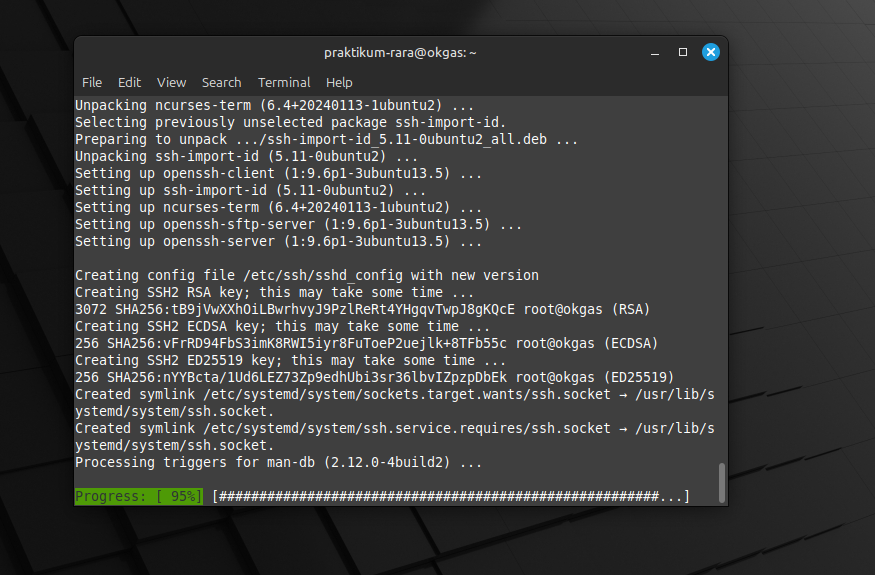 praktikum-rara@okgas: ~
File Edit View Search Terminal Help
Unpacking ncurses-term (6.4+20240113-1ubuntu2) ...
Selecting previously unselected package ssh-import-id.
Preparing to unpack .../ssh-import-id_5.11-0ubuntu2_all.deb ...
Unpacking ssh-import-id (5.11-0ubuntu2) ...
Setting up openssh-client (1:9.6p1-3ubuntu13.5) ...
Setting up ssh-import-id (5.11-0ubuntu2) ...
Setting up ncurses-term (6.4+20240113-1ubuntu2) ...
Setting up openssh-sftp-server (1:9.6p1-3ubuntu13.5) ...
Setting up openssh-server (1:9.6p1-3ubuntu13.5) ...
Creating config file /etc/ssh/sshd_config with new version
Creating SSH2 RSA key; this may take some time ...
3072 SHA256:tB9jVwXXhOiLBwrhvyJ9PzlReRt4YHgqvTwpJ8gKQcE root@okgas (RSA)
Creating SSH2 ECDSA key; this may take some time ...
256 SHA256:vFrRD94FbS3imK8RWI5iyr8FuToeP2uejlk+8TFb55c root@okgas (ECDSA)
Creating SSH2 ED25519 key; this may take some time ...
256 SHA256:nYYBcta/1Ud6LEZ73Zp9edhUbi3sr36lbvIZpzpDbEk root@okgas (ED25519)
Created symlink /etc/systemd/system/sockets.target.wants/ssh.socket → /usr/lib/s
ystemd/system/ssh.socket.
Created symlink /etc/systemd/system/ssh.service.requires/ssh.socket → /usr/lib/s
ystemd/system/ssh.socket.
Processing triggers for man-db (2.12.0-4build2) ...
Progress: [ 95%] [#######################################################...]